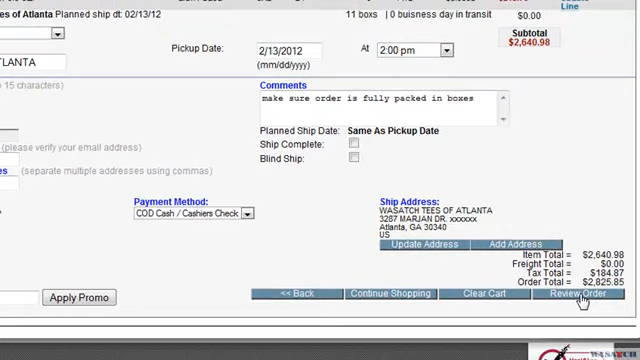 es of Atlanta Planned ship dt: 02/13/12
11 boxs | 0 buisness day in transit
$0.00
Line
Subtotal
$2,640.98
Pickup Date: 2/13/2012 At 2:00 pm
(mm/dd/yyyy)
TLANTA
to 15 characters)
Comments
make sure order is fully packed in boxes
Planned Ship Date: Same As Pickup Date
Ship Complete:
Blind Ship:
(please verify your email address)
es (separate multiple addresses using commas)
Payment Method:
COD Cash / Cashiers Check
Ship Address:
WASATCH TEES OF ATLANTA
3287 MARJAN DR. xxxxxx
Atlanta, GA 30340
US
Update Address Add Address
Item Total = $2,640.98
Freight Total = $0.00
Tax Total = $184.87
Order Total = $2,825.85
Apply Promo << Back Continue Shopping Clear Cart Review Order
WASATCH